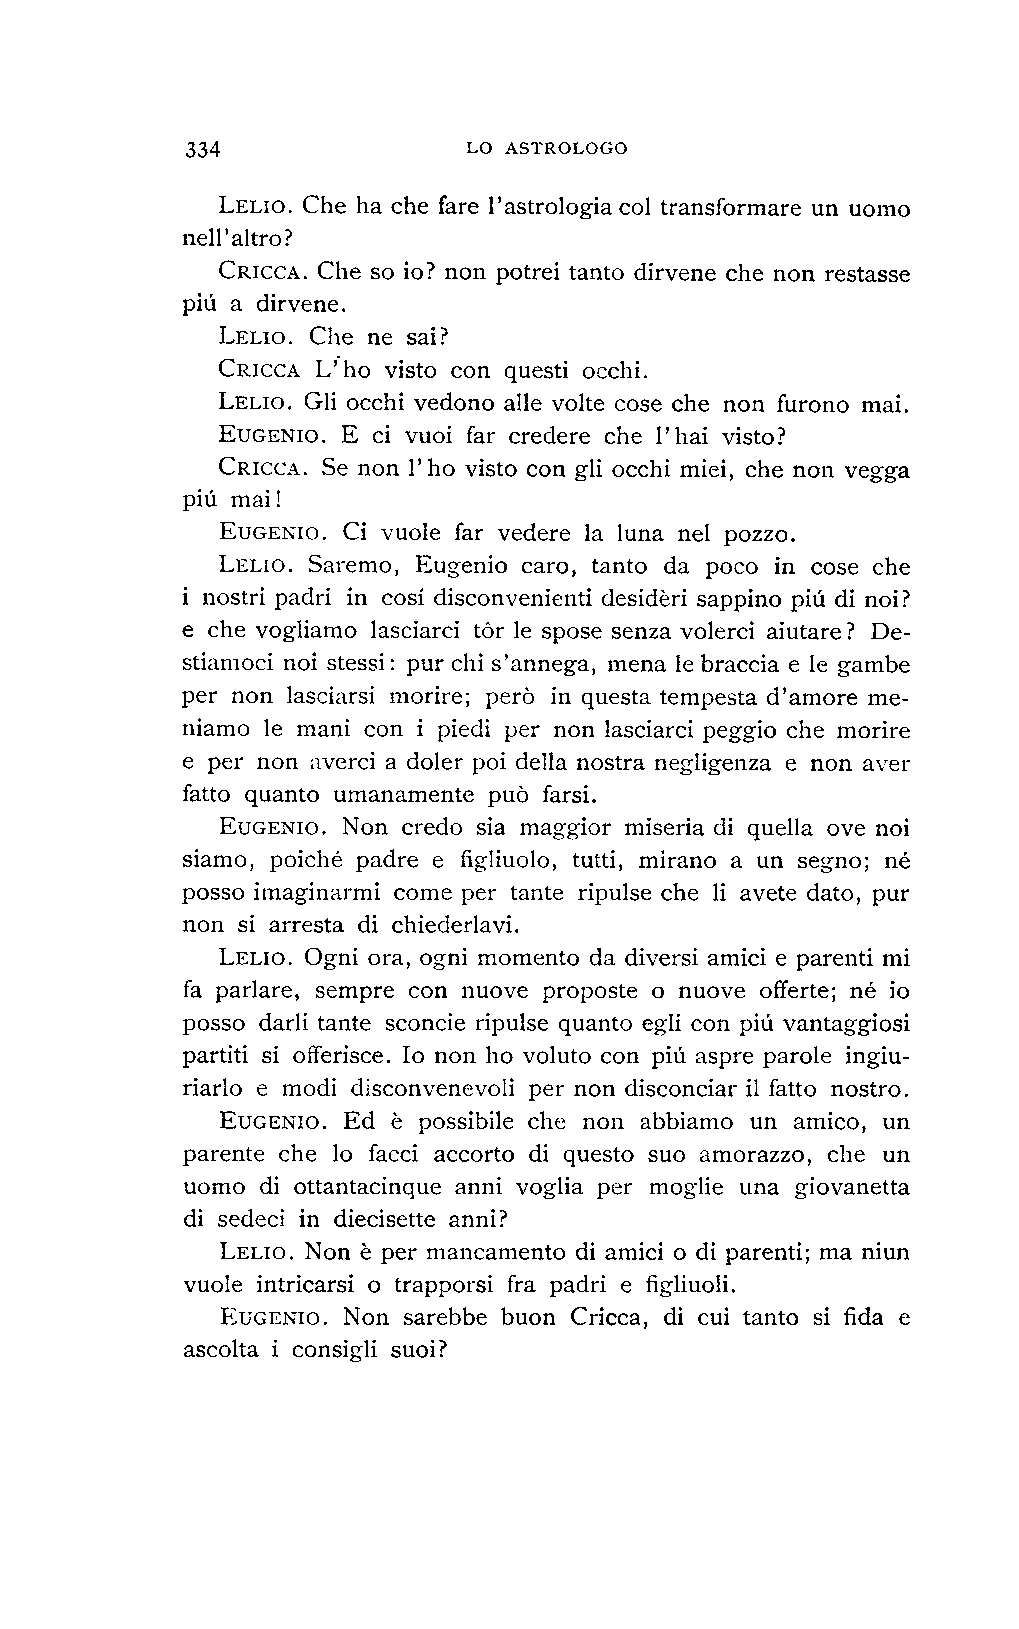 334 LO ASTROLOGO
LELIO. Che ha che fare l'astrologia col transformare un uomo
nell'altro?
CRICCA. Che so io? non potrei tanto dirvene che non restasse
piú a dirvene.
LELIO. Che ne sai?
CRICCA L'ho visto con questi occhi.
LELIO. Gli occhi vedono alle volte cose che non furono mai.
EUGENIO. E ci vuoi far credere che l'hai visto?
CRICCA. Se non l'ho visto con gli occhi miei, che non vegga
piú mai!
EUGENIO. Ci vuole far vedere la luna nel pozzo.
LELIO. Saremo, Eugenio caro, tanto da poco in cose che
i nostri padri in cosí disconvenienti desidèri sappino piú di noi?
e che vogliamo lasciarci tôr le spose senza volerci aiutare? De-
stiamoci noi stessi: pur chi s'annega, mena le braccia e le gambe
per non lasciarsi morire; però in questa tempesta d'amore me-
niamo le mani con i piedi per non lasciarci peggio che morire
e per non averci a doler poi della nostra negligenza e non aver
fatto quanto umanamente può farsi.
EUGENIO. Non credo sia maggior miseria di quella ove noi
siamo, poiché padre e figliuolo, tutti, mirano a un segno; né
posso imaginarmi come per tante ripulse che li avete dato, pur
non si arresta di chiederlavi.
LELIO. Ogni ora, ogni momento da diversi amici e parenti mi
fa parlare, sempre con nuove proposte o nuove offerte; né io
posso darli tante sconcie ripulse quanto egli con piú vantaggiosi
partiti si offerisce. Io non ho voluto con piú aspre parole ingiu-
riarlo e modi disconvenevoli per non disconciar il fatto nostro.
EUGENIO. Ed è possibile che non abbiamo un amico, un
parente che lo facci accorto di questo suo amorazzo, che un
uomo di ottantacinque anni voglia per moglie una giovanetta
di sedeci in diecisette anni?
LELIO. Non è per mancamento di amici o di parenti; ma niun
vuole intricarsi o trapporsi fra padri e figliuoli.
EUGENIO. Non sarebbe buon Cricca, di cui tanto si fida e
ascolta i consigli suoi?